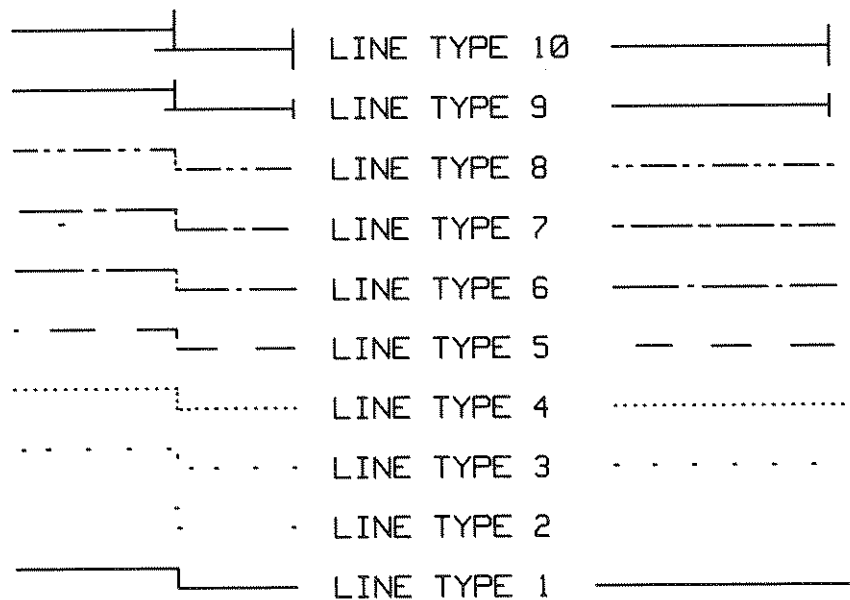 LINE TYPE 10
LINE TYPE 9
LINE TYPE 8
LINE TYPE 7
LINE TYPE 6
LINE TYPE 5
LINE TYPE 4
LINE TYPE 3
LINE TYPE 2
LINE TYPE 1